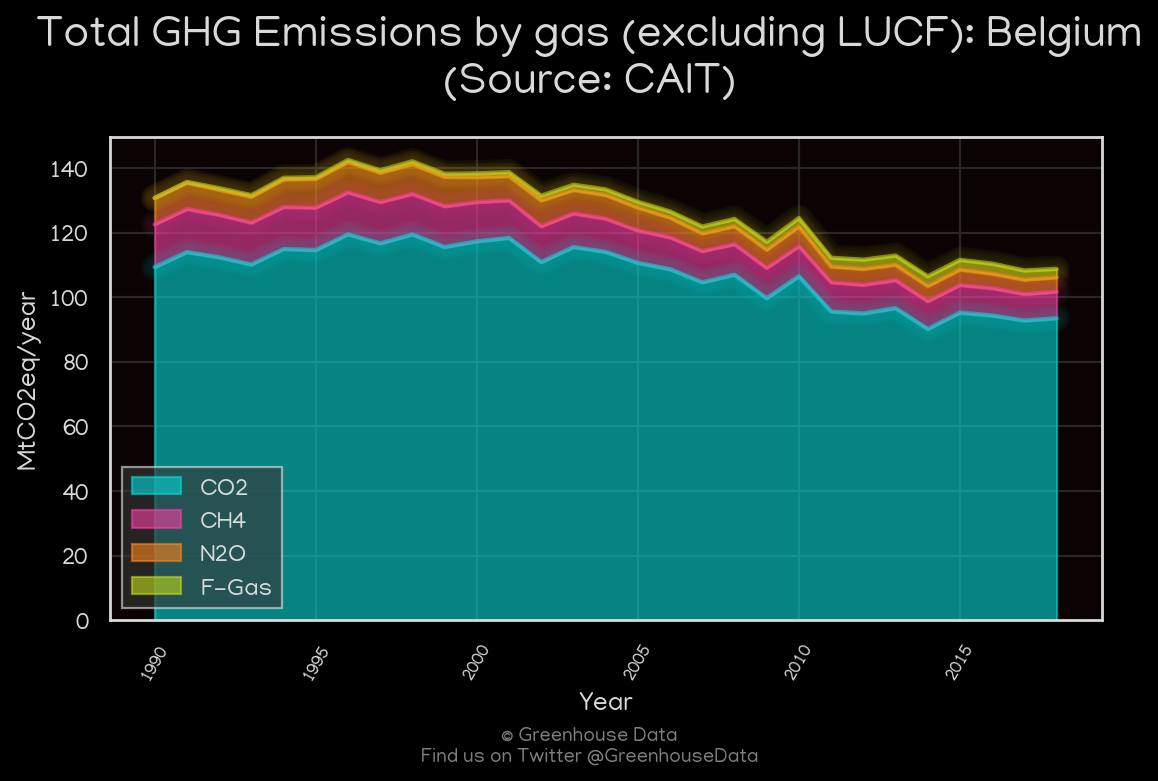 Total GHG Emissions by gas (excluding LUCF): Belgium
(Source: CAIT)
MtCO2eq/year
140
120
100
80
60
40
20
0
CO2
CH4
N2O
F-Gas
1990
1995
2000
2005
2010
2015
Year
© Greenhouse Data
Find us on Twitter @GreenhouseData